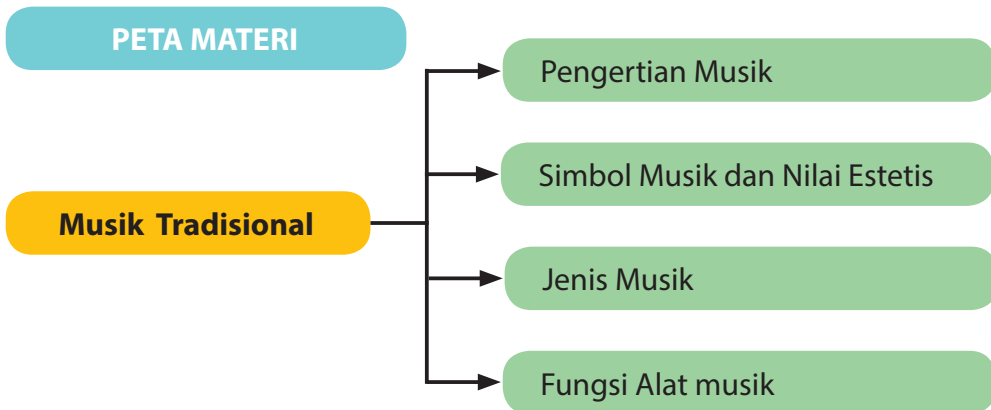 PETA MATERI
Musik Tradisional
Pengertian Musik
Simbol Musik dan Nilai Estetis
Jenis Musik
Fungsi Alat musik